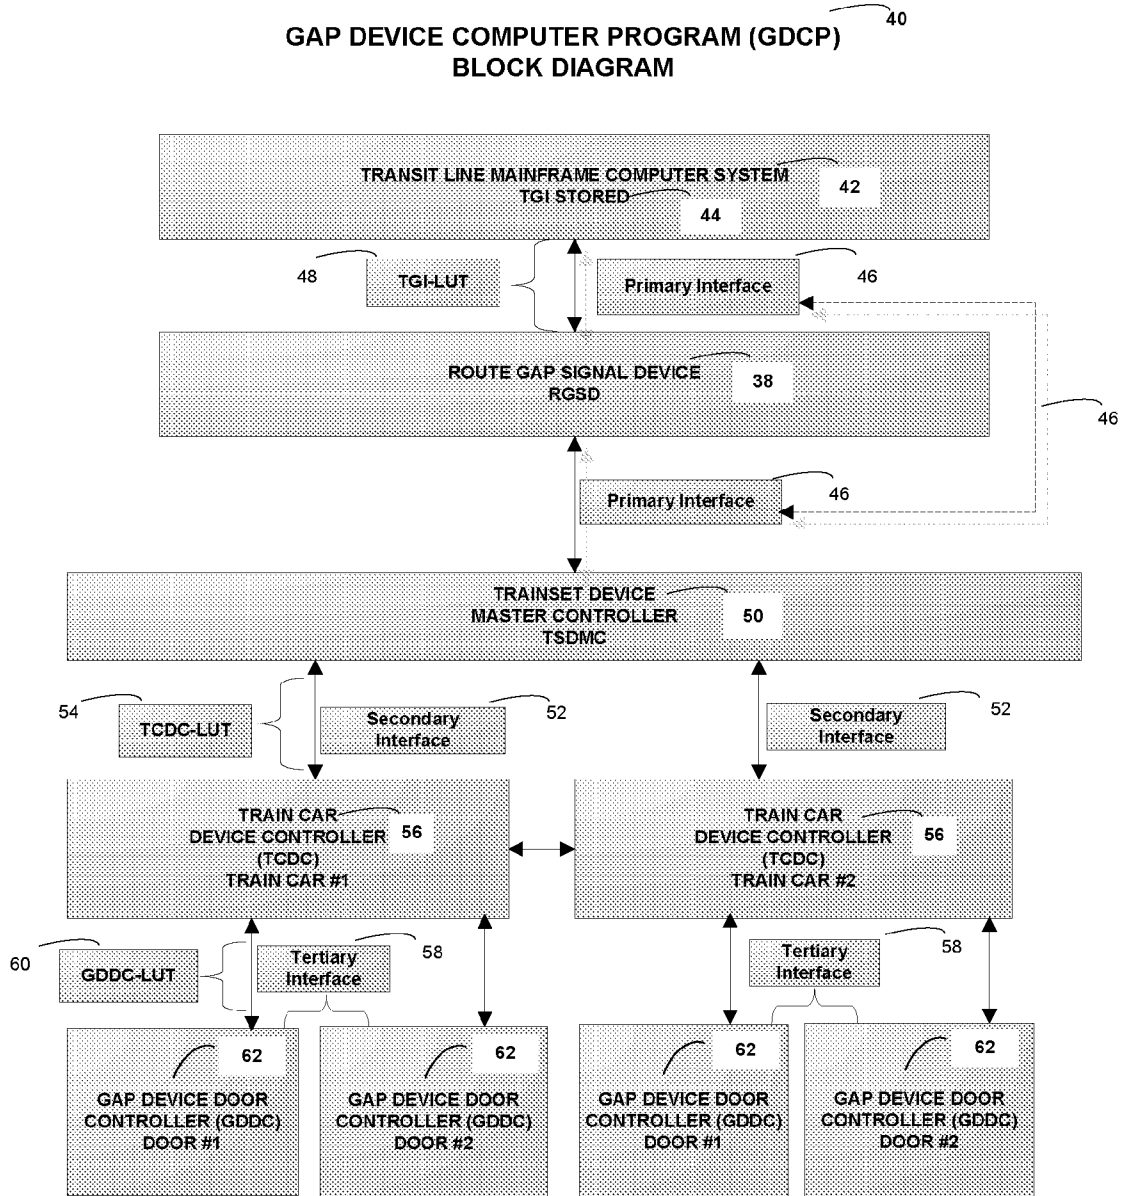 40
GAP DEVICE COMPUTER PROGRAM (GDCP)
BLOCK DIAGRAM
TRANSIT LINE MAINFRAME COMPUTER SYSTEM
42
TGI STORED
44
48
TGI-LUT
Primary Interface
46
ROUTE GAP SIGNAL DEVICE
38
RGSD
46
Primary Interface
46
TRAINSET DEVICE
MASTER CONTROLLER
50
TSDMC
54
TCDC-LUT
Secondary
Interface
52
Secondary
Interface
52
TRAIN CAR
DEVICE CONTROLLER
56
(TCDC)
TRAIN CAR #1
TRAIN CAR
DEVICE CONTROLLER
56
(TCDC)
TRAIN CAR #2
60
GDDC-LUT
Tertiary
Interface
58
Tertiary
Interface
58
62
GAP DEVICE DOOR
CONTROLLER (GDDC)
DOOR #1
62
GAP DEVICE DOOR
CONTROLLER (GDDC)
DOOR #2
62
GAP DEVICE DOOR
CONTROLLER (GDDC)
DOOR #1
62
GAP DEVICE DOOR
CONTROLLER (GDDC)
DOOR #2